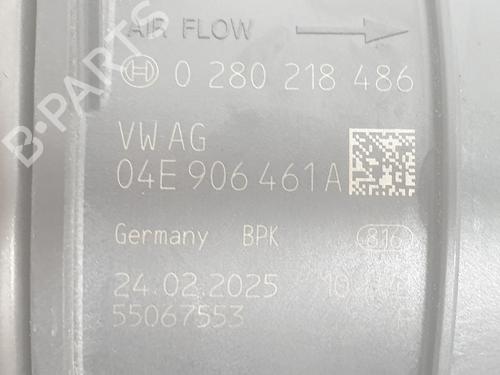 AIR FLOW
0 280 218 486
VW AG
04E 906 461 A
Germany BPK 816
24.02.2025
55067553
B-PARTS